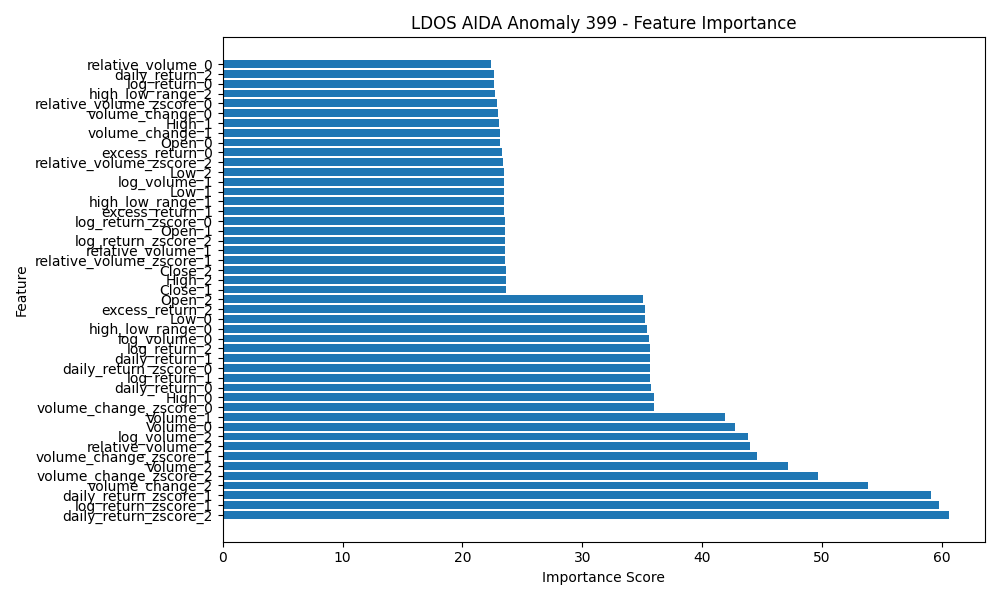 LDOS AIDA Anomaly 399 - Feature Importance
relative_volume_0
daily_return_2
log_return_0
high_low_range_2
relative_volume_zscore_0
volume_change_0
High_1
volume_change_1
Open_0
excess_return_0
relative_volume_zscore_2
Low_2
log_volume_1
Low_1
high_low_range_1
excess_return_1
log_return_zscore_0
Open_1
log_return_zscore_2
relative_volume_1
relative_volume_zscore_1
Close_2
High_2
Close_1
Open_2
excess_return_2
Low_0
high_low_range_0
log_volume_0
log_return_2
daily_return_1
daily_return_zscore_0
log_return_1
daily_return_0
High_0
volume_change_zscore_0
Volume_1
Volume_0
log_volume_2
relative_volume_2
volume_change_zscore_1
Volume_2
volume_change_zscore_2
volume_change_2
daily_return_zscore_1
log_return_zscore_1
daily_return_zscore_2
Feature
0 10 20 30 40 50 60
Importance Score